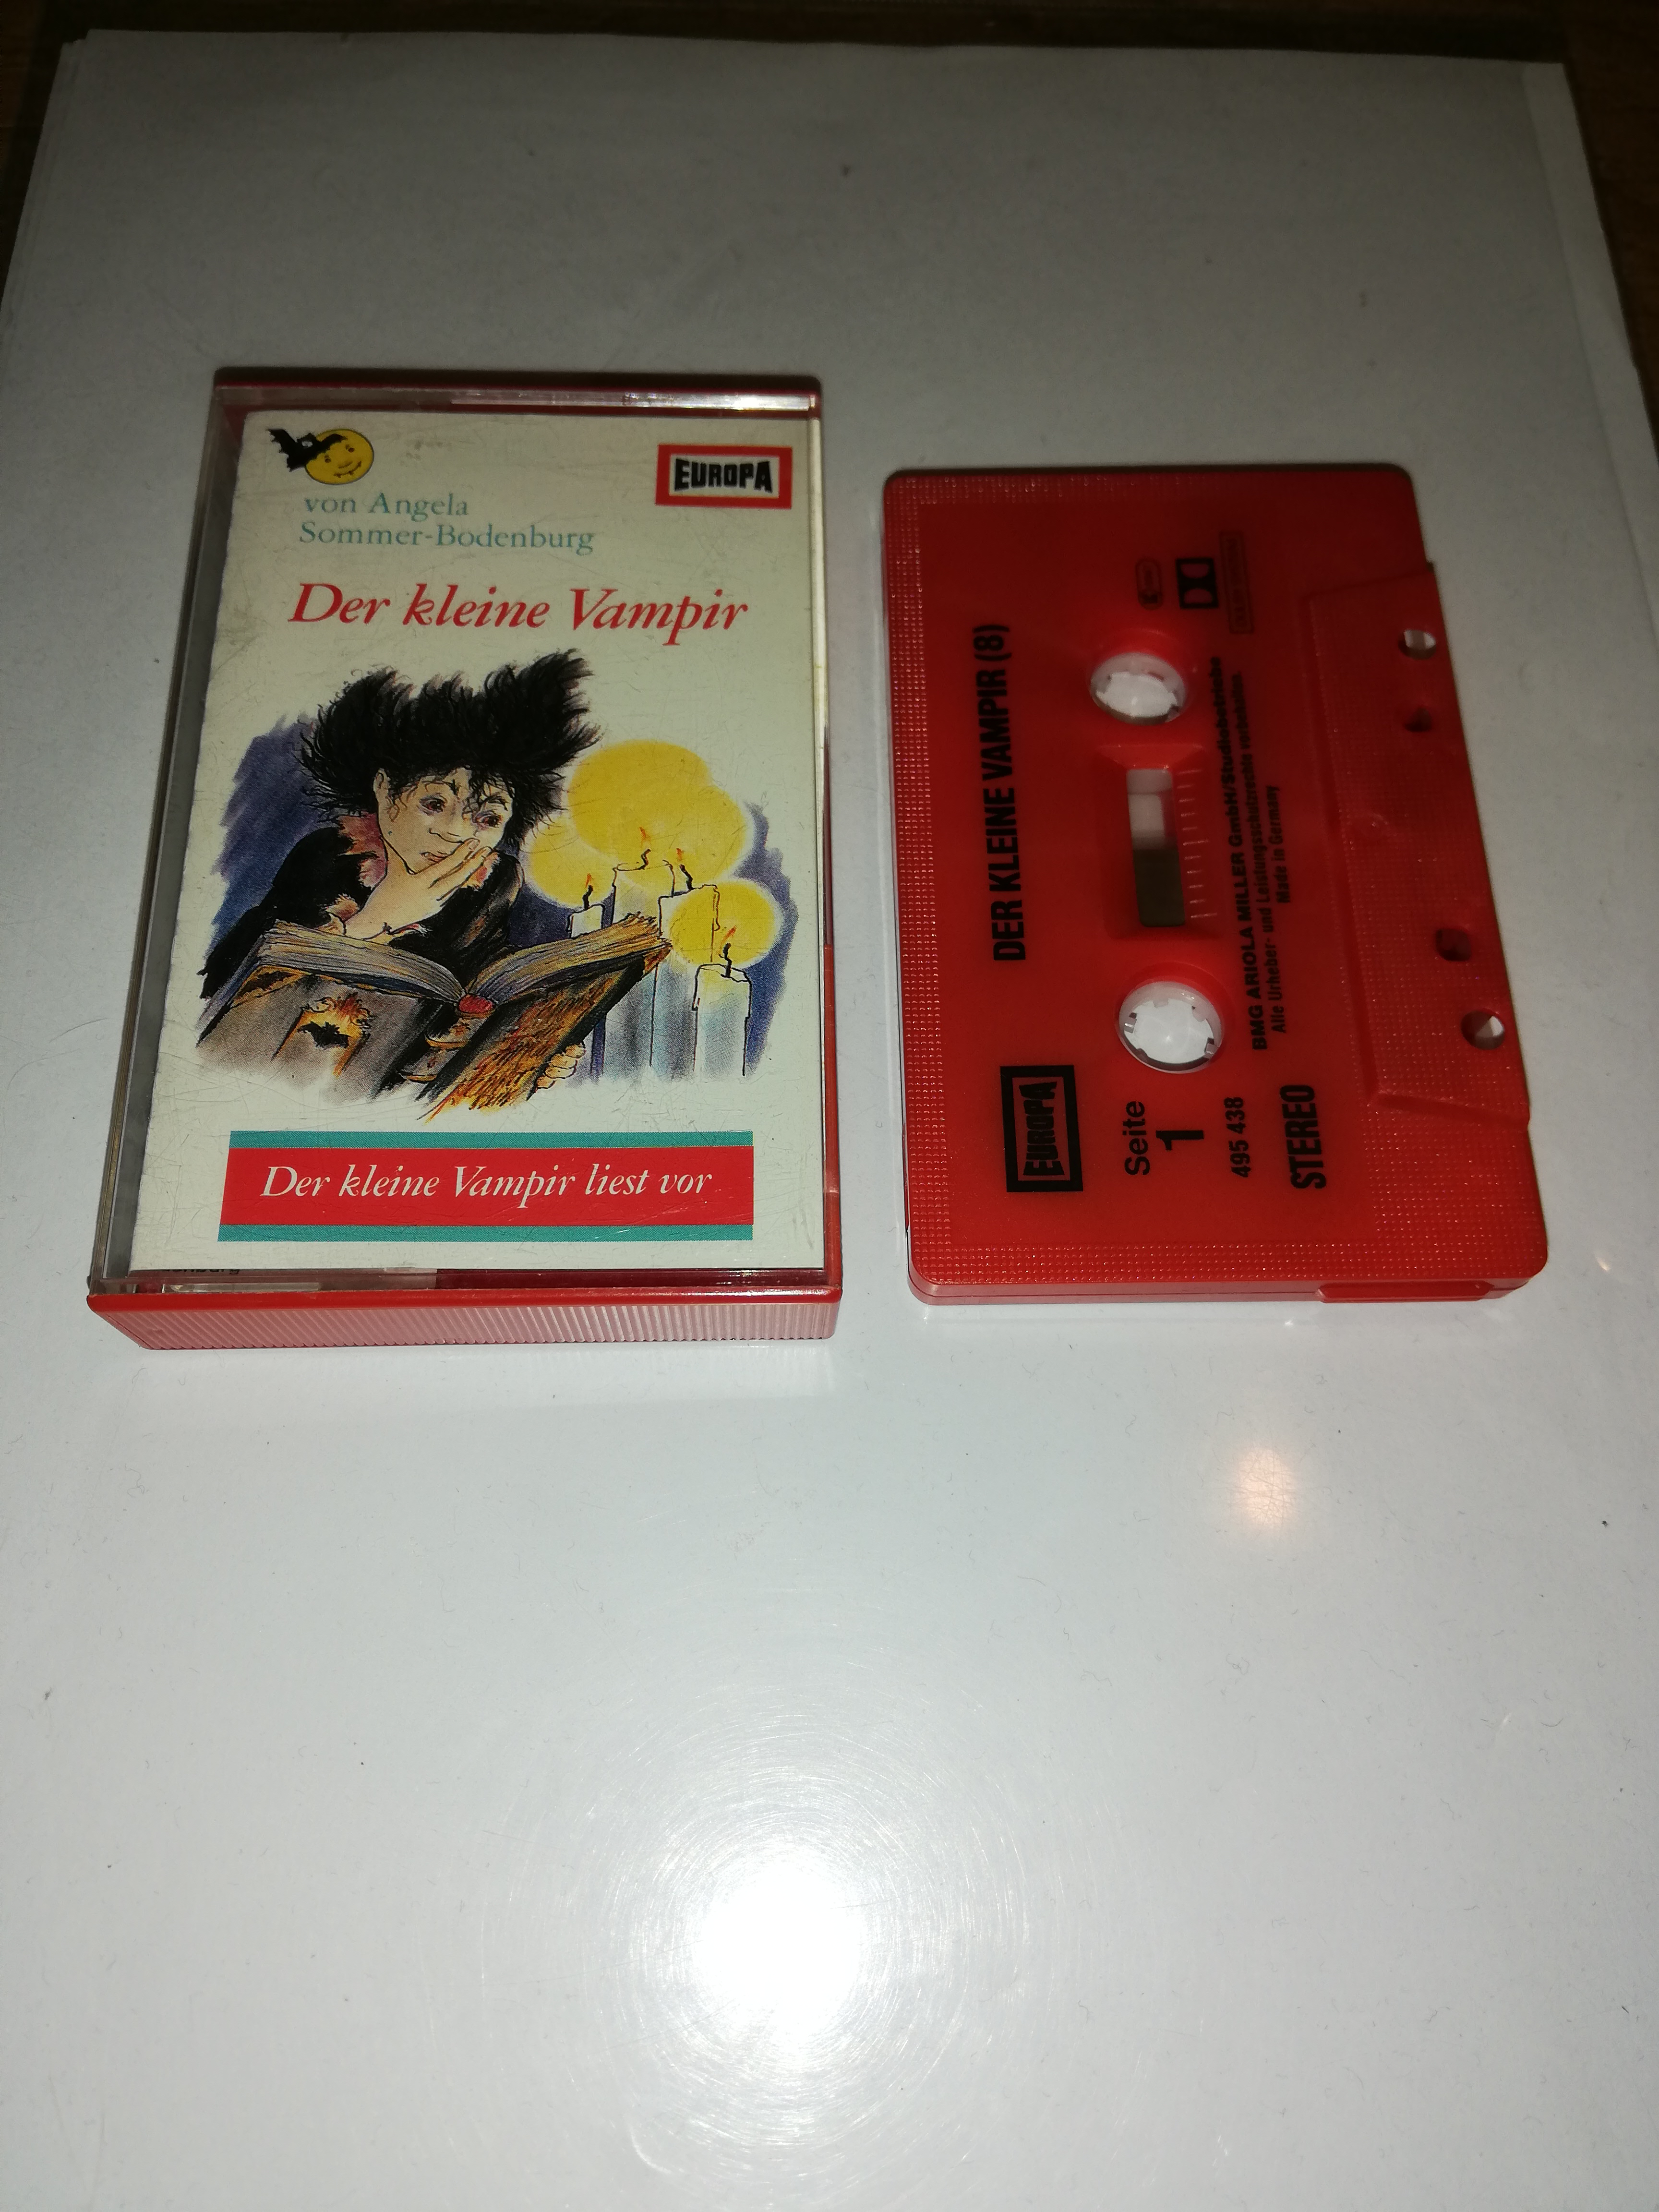 EUROPA
von Angela
Sommer-Bodenburg
Der kleine Vampir
Der kleine Vampir liest vor
DER KLEINE VAMPIR (8)
EUROPA
Seite
1
495 438
STEREO
BMG ARIOLA MILLER GmbH/Studiobetriebe
Alle Urheber- und Leistungsschutzrechte vorbehalten.
Made in Germany